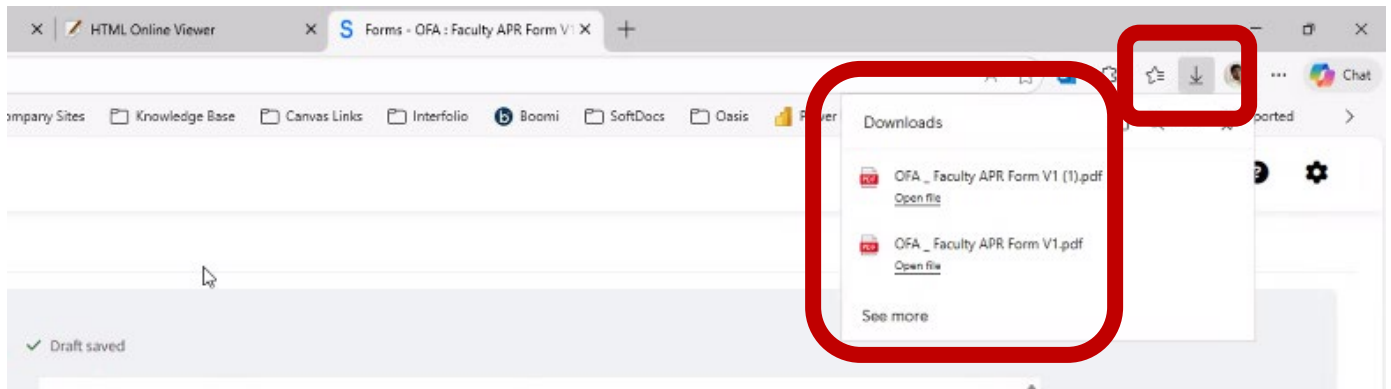 HTML Online Viewer
Forms - OFA : Faculty APR Form V1
Chat
ompany Sites Knowledge Base Canvas Links Interfolio Boomi SoftDocs Oasis
ported
Downloads
OFA _ Faculty APR Form V1 (1).pdf
Open file
OFA _ Faculty APR Form V1.pdf
Open file
See more
Draft saved